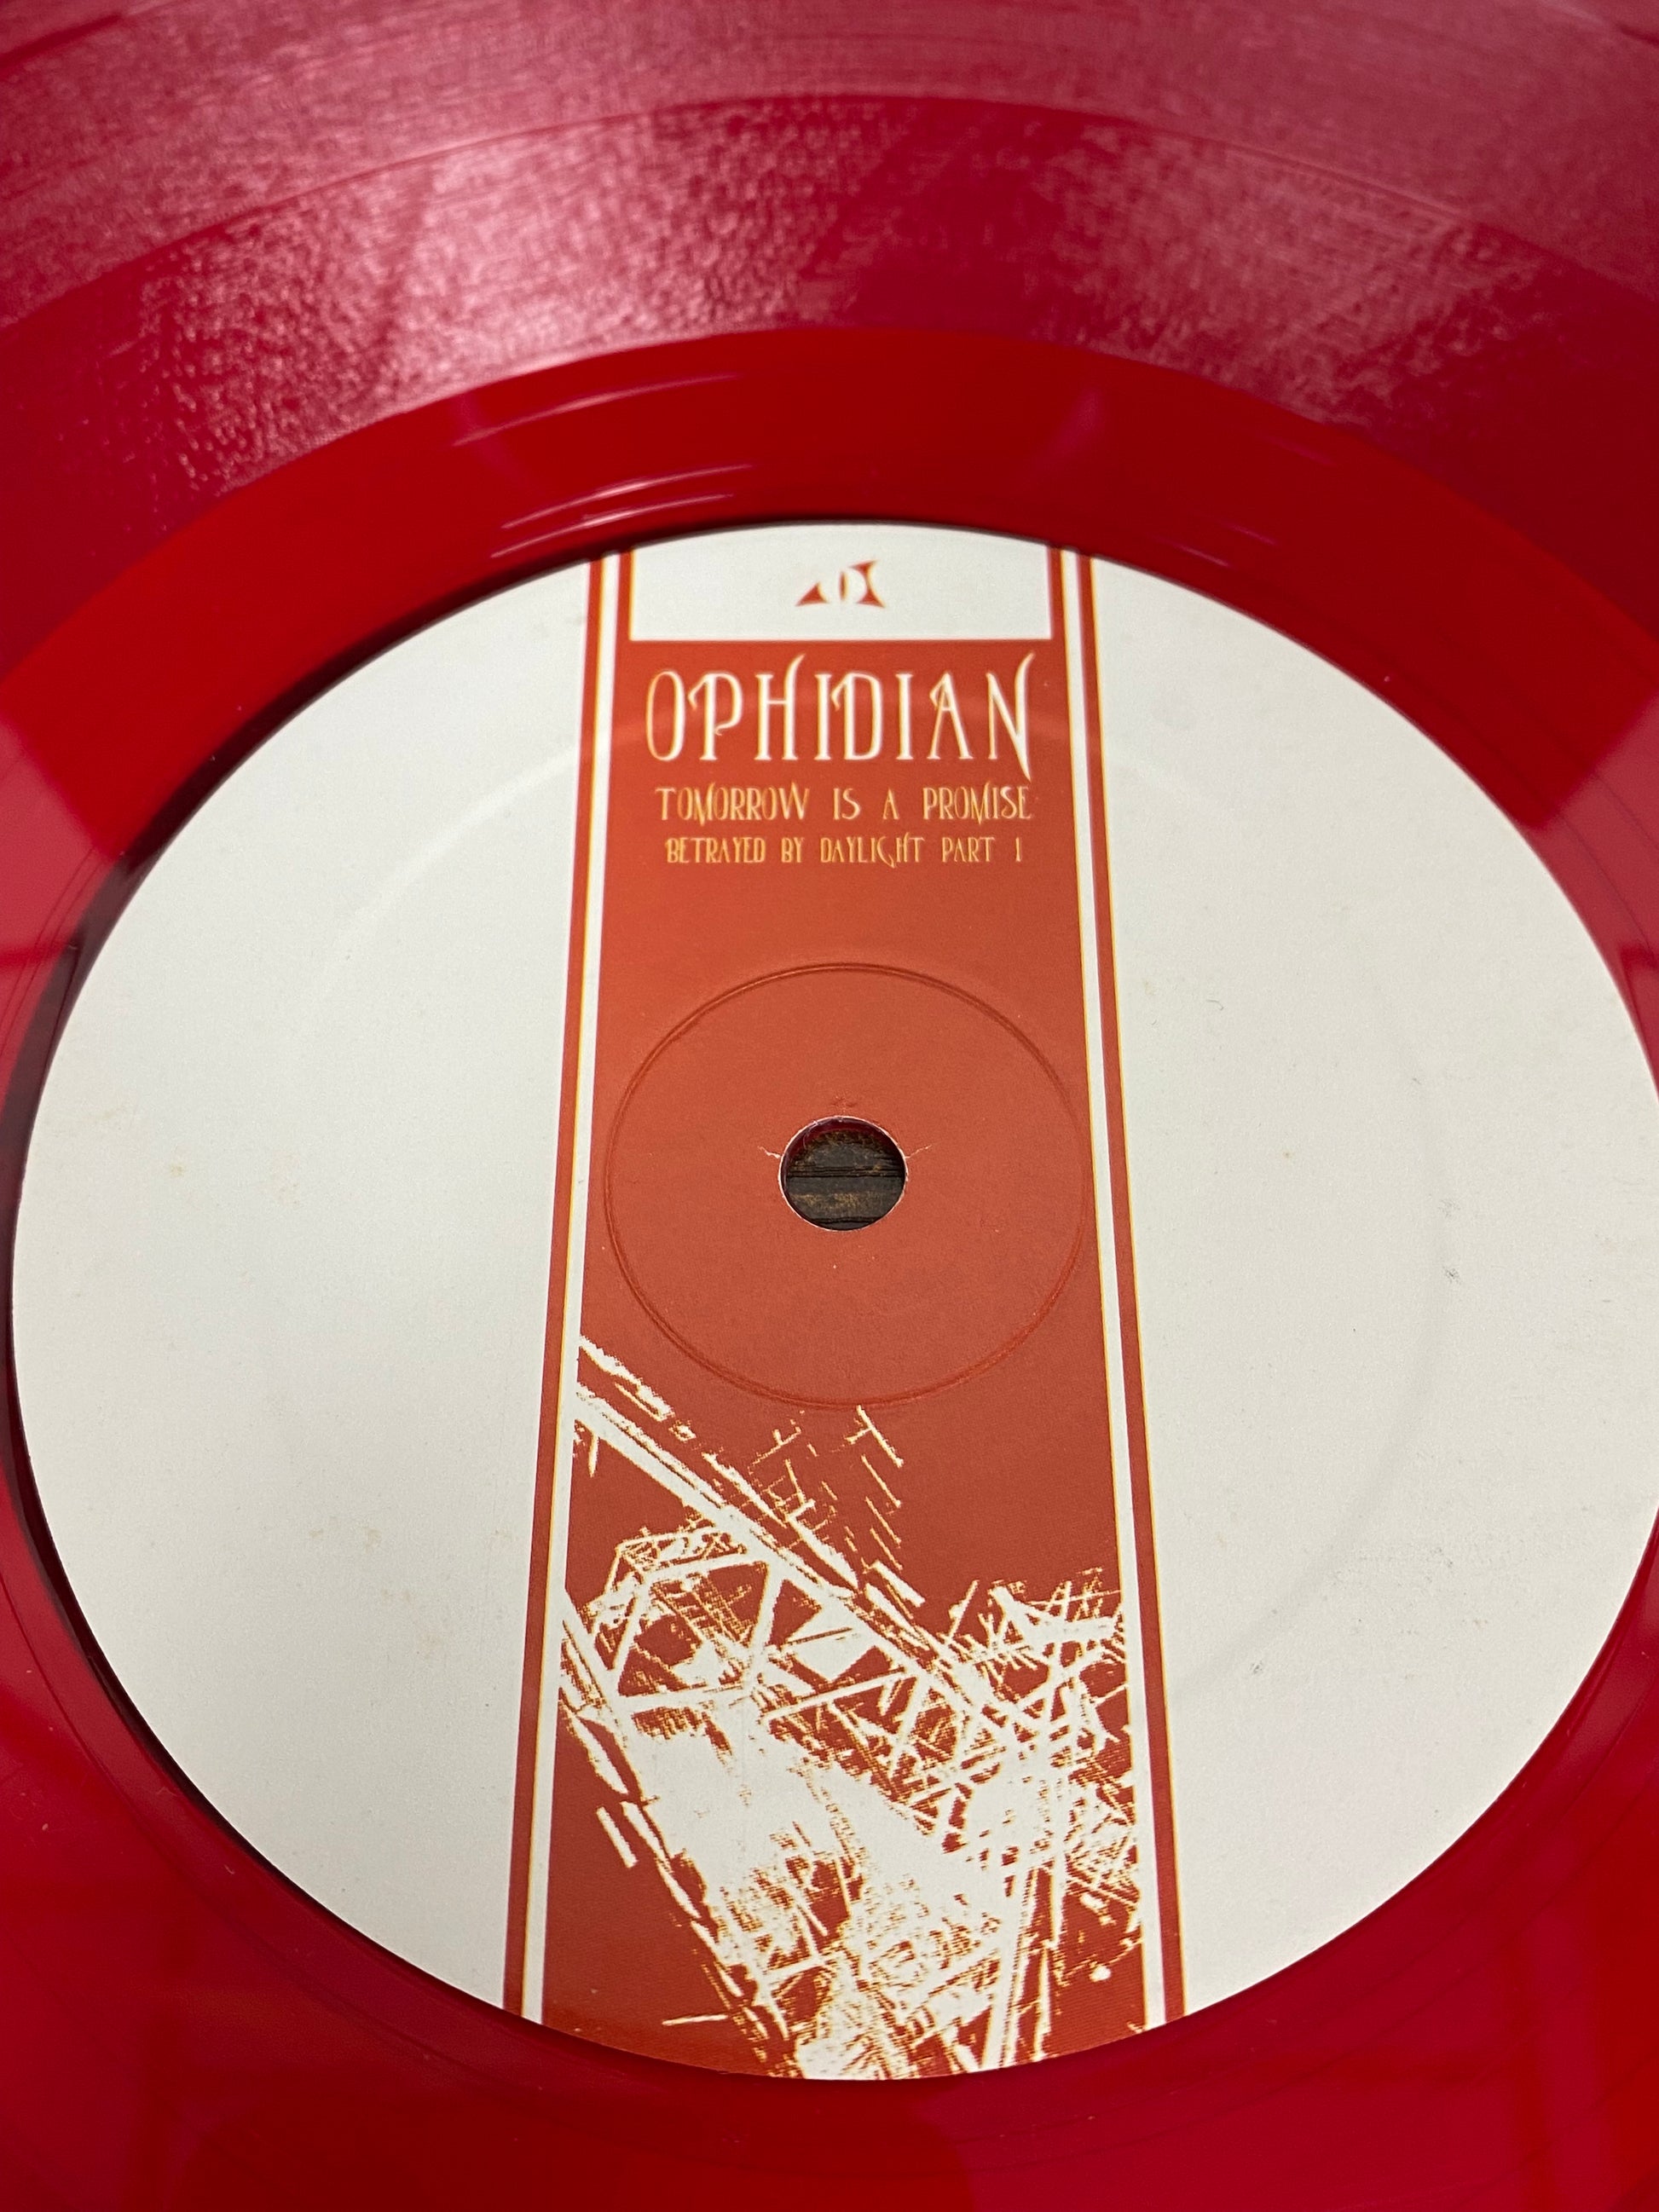 OPHIDIAN
TOMORROW IS A PROMISE
BETRAYED BY DAYLIGHT PART 1